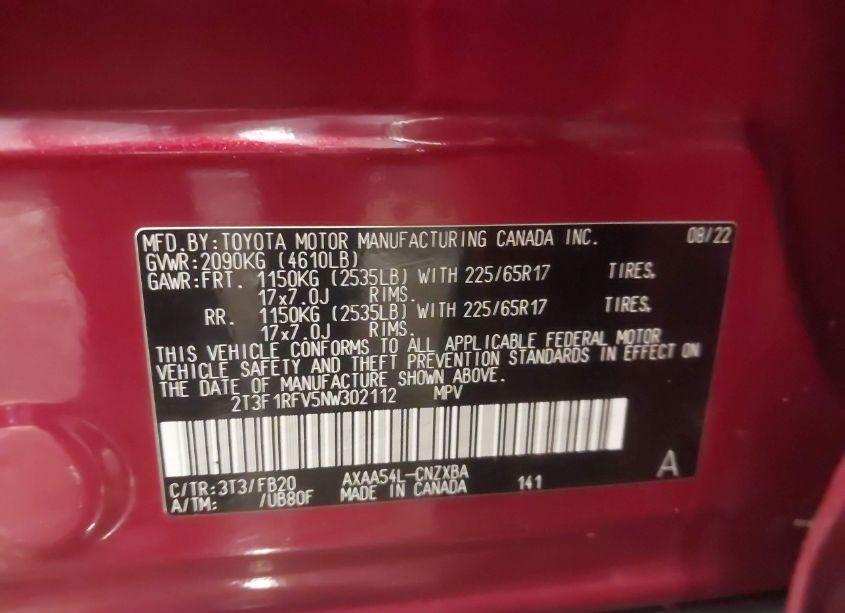 MFD.BY:TOYOTA MOTOR MANUFACTURING CANADA INC. 08/22
GVWR:2090KG (4610LB)
GAWR:FRT. 1150KG (2535LB) WITH 225/65R17 TIRES,
17x7.0J RIMS.
RR. 1150KG (2535LB) WITH 225/65R17 TIRES,
17x7.0J RIMS.
THIS VEHICLE CONFORMS TO ALL APPLICABLE FEDERAL MOTOR
VEHICLE SAFETY AND THEFT PREVENTION STANDARDS IN EFFECT ON
THE DATE OF MANUFACTURE SHOWN ABOVE.
2T3F1RFV5NW302112 MPV
C/TR:3T3/FB20 AXAA54L-CNZXBA A
A/TM: /UB80F MADE IN CANADA 141